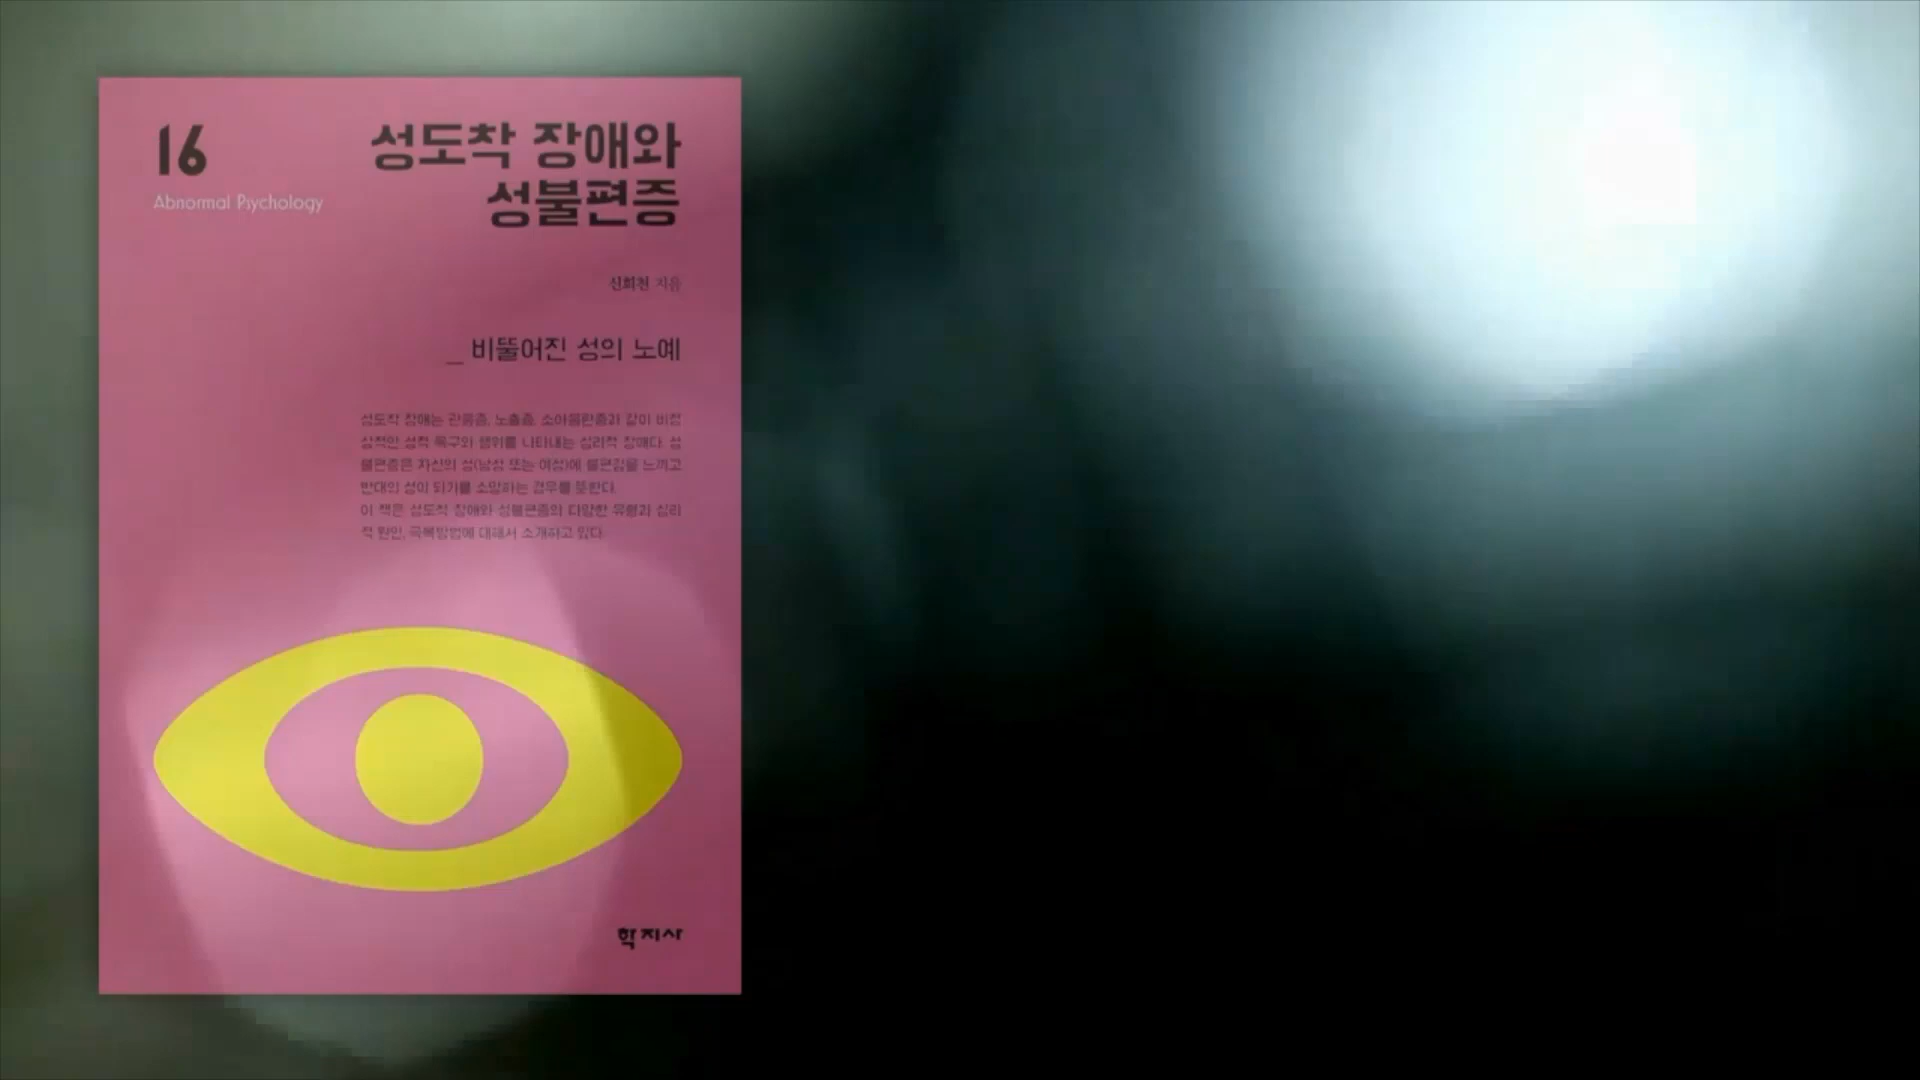 16
Abnormal Psychology
성도착 장애와
성불편증
신희천 지음
_ 비뚤어진 성의 노예
성도착 장애는 관음증, 노출증, 소아음란증과 같이 비정
상적인 성적 욕구와 행위를 나타내는 심리적 장애다. 성
불편증은 자신의 성(남성 또는 여성)에 불편감을 느끼고
반대의 성이 되기를 소망하는 경우를 뜻한다.
이 책은 성도착 장애와 성불편증의 다양한 유형과 심리
적 원인, 극복방법에 대해서 소개하고 있다.
학지사